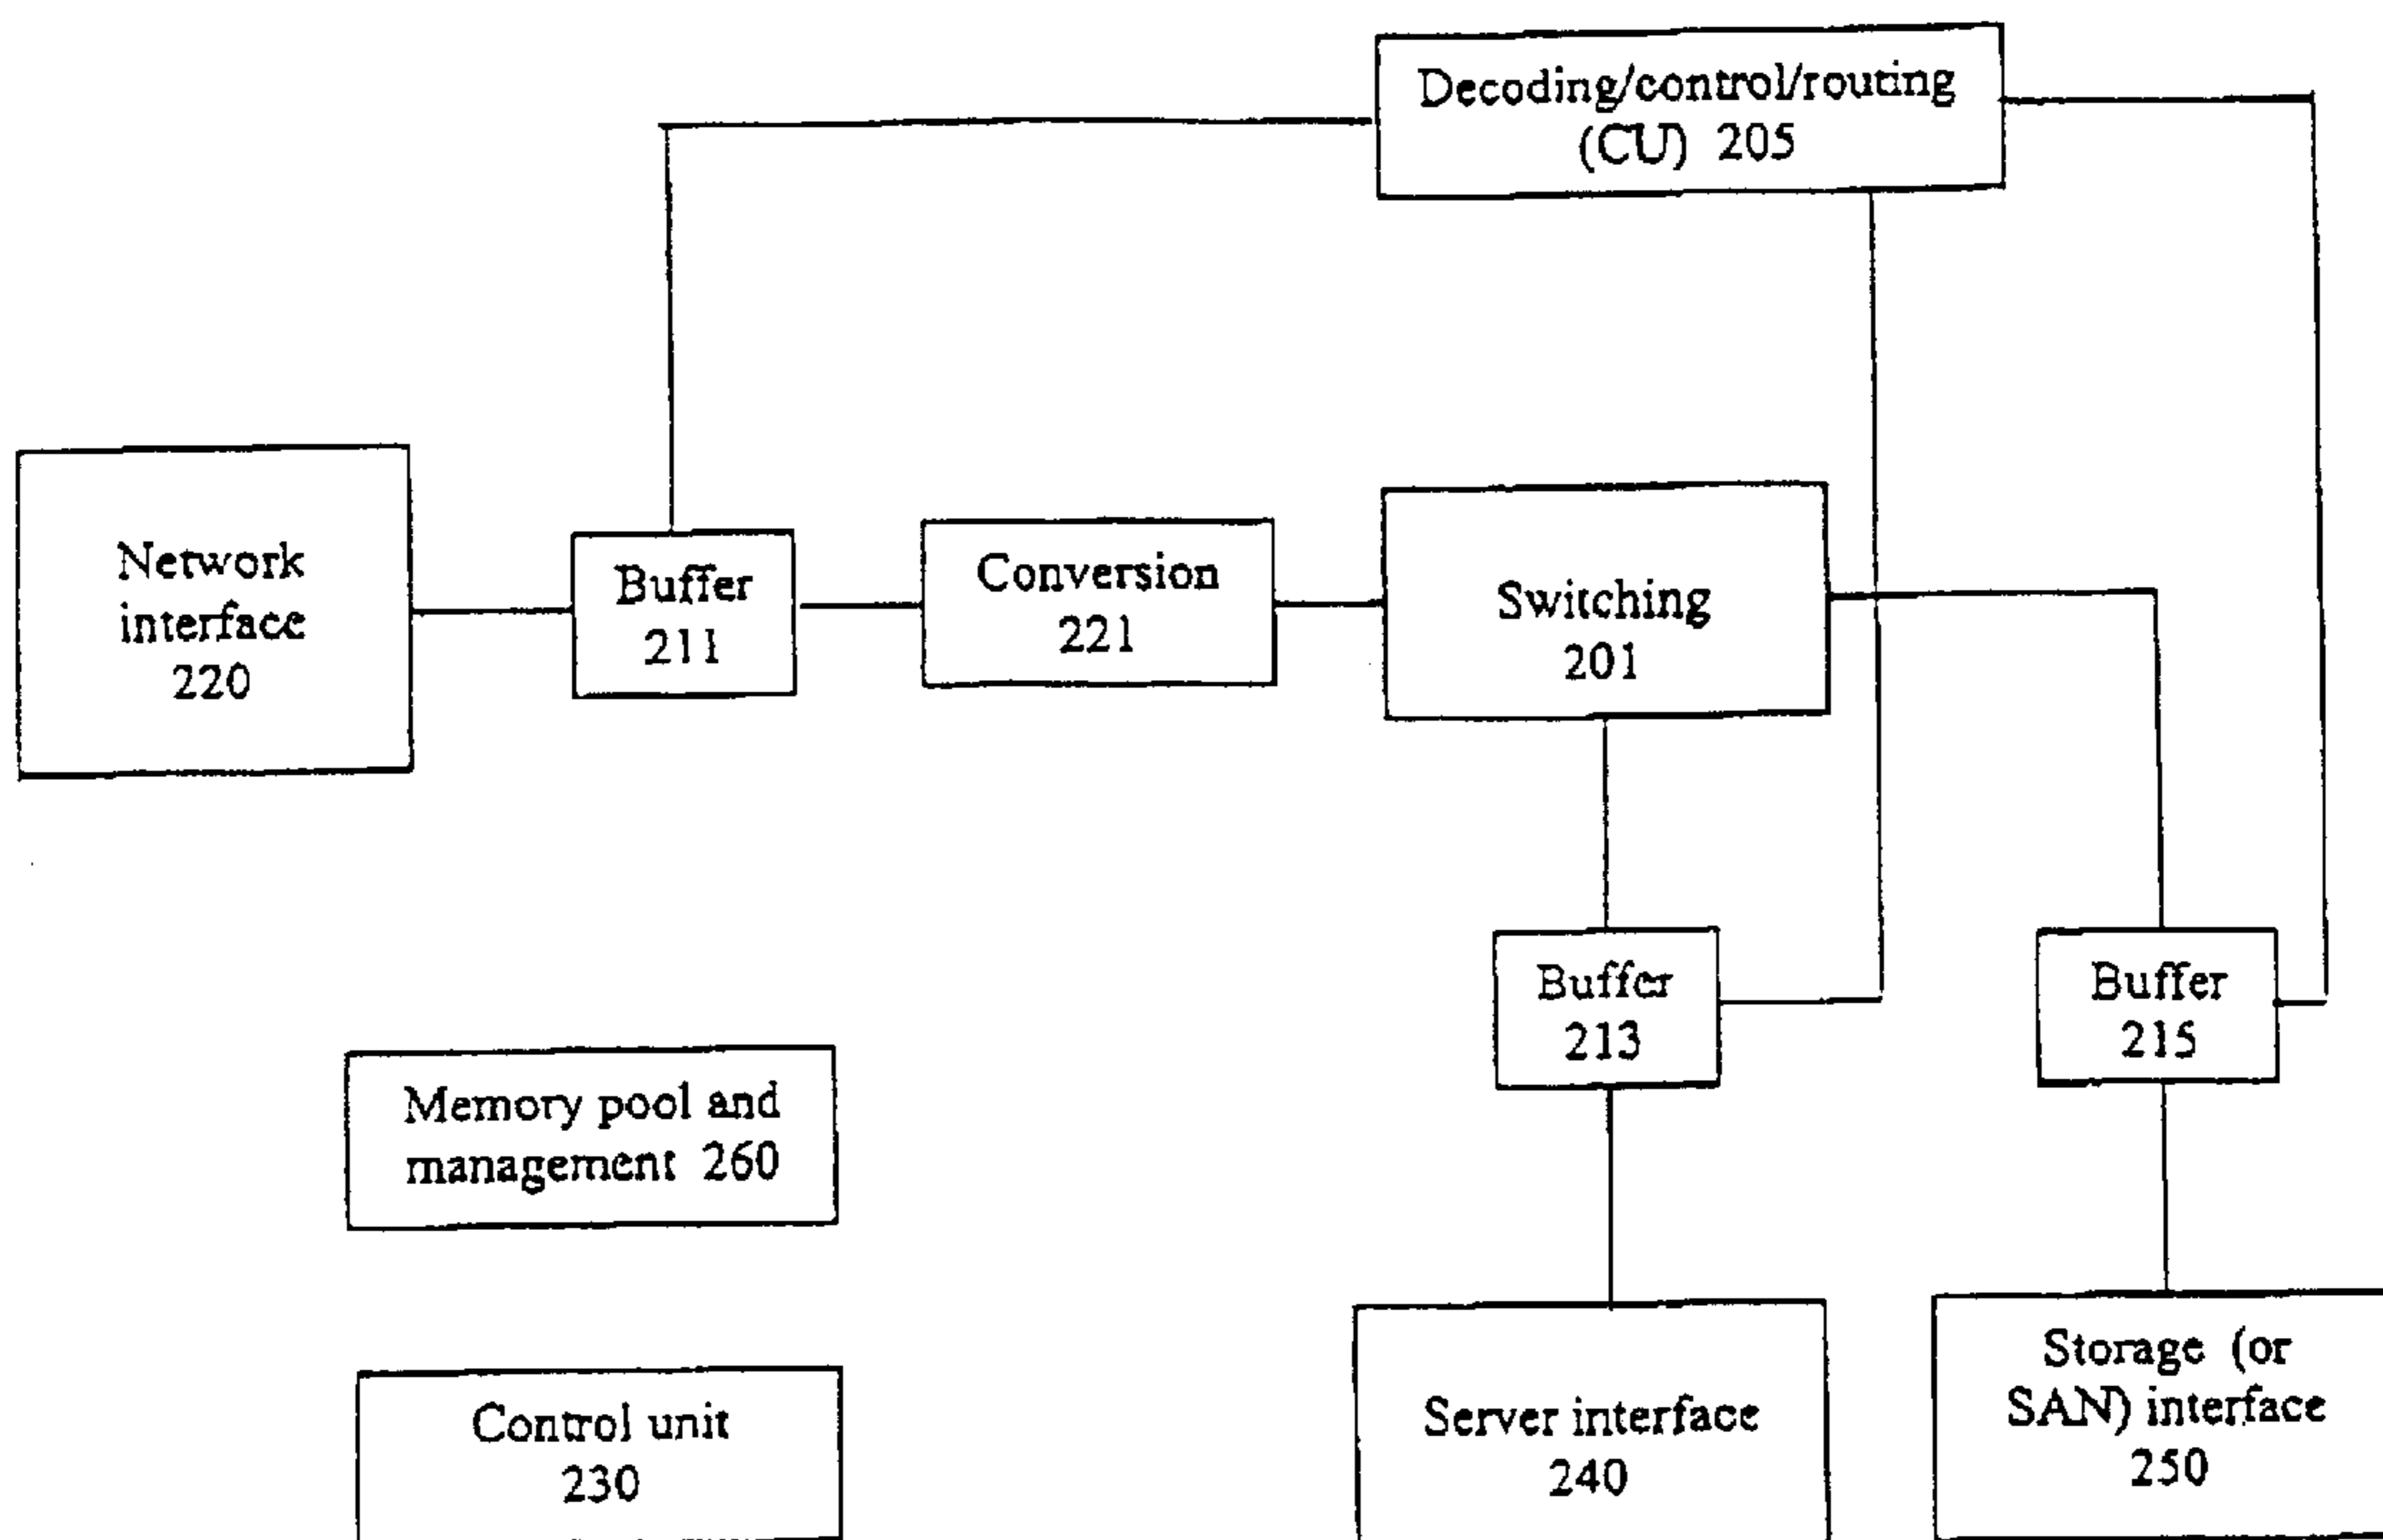 Decoding/control/routing
(CU) 205
Network
interface
220
Buffer
211
Conversion
221
Switching
201
Buffer
213
Buffer
215
Memory pool and
management 260
Control unit
230
Server interface
240
Storage (or
SAN) interface
250